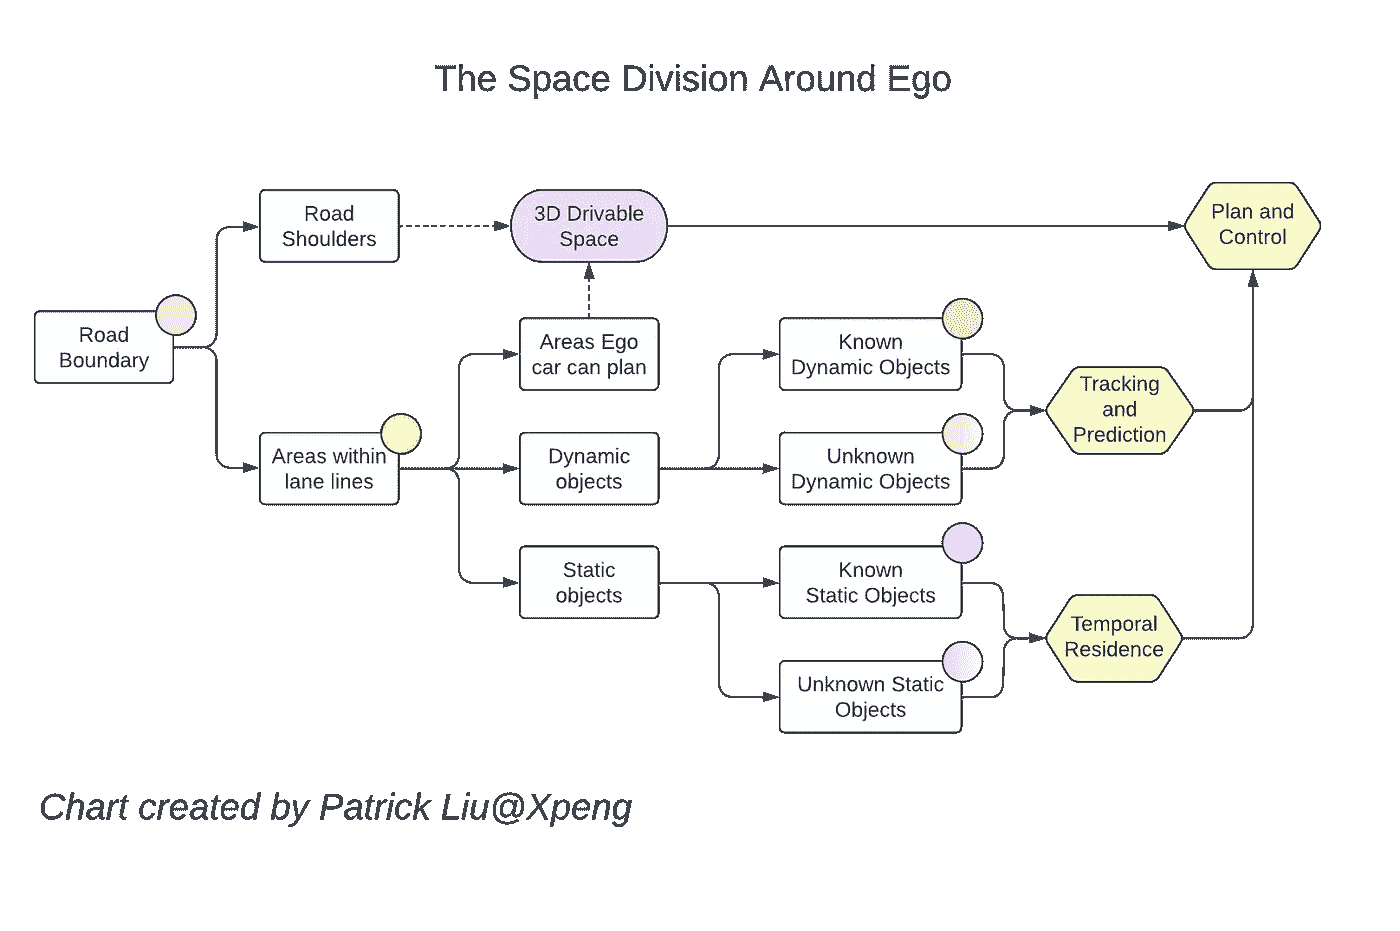 The Space Division Around Ego
Road
Shoulders
3D Drivable
Space
Plan and
Control
Road
Boundary
Areas Ego
car can plan
Known
Dynamic Objects
Tracking
and
Prediction
Areas within
lane lines
Dynamic
objects
Unknown
Dynamic Objects
Static
objects
Known
Static Objects
Temporal
Residence
Unknown Static
Objects
Chart created by Patrick Liu@Xpeng